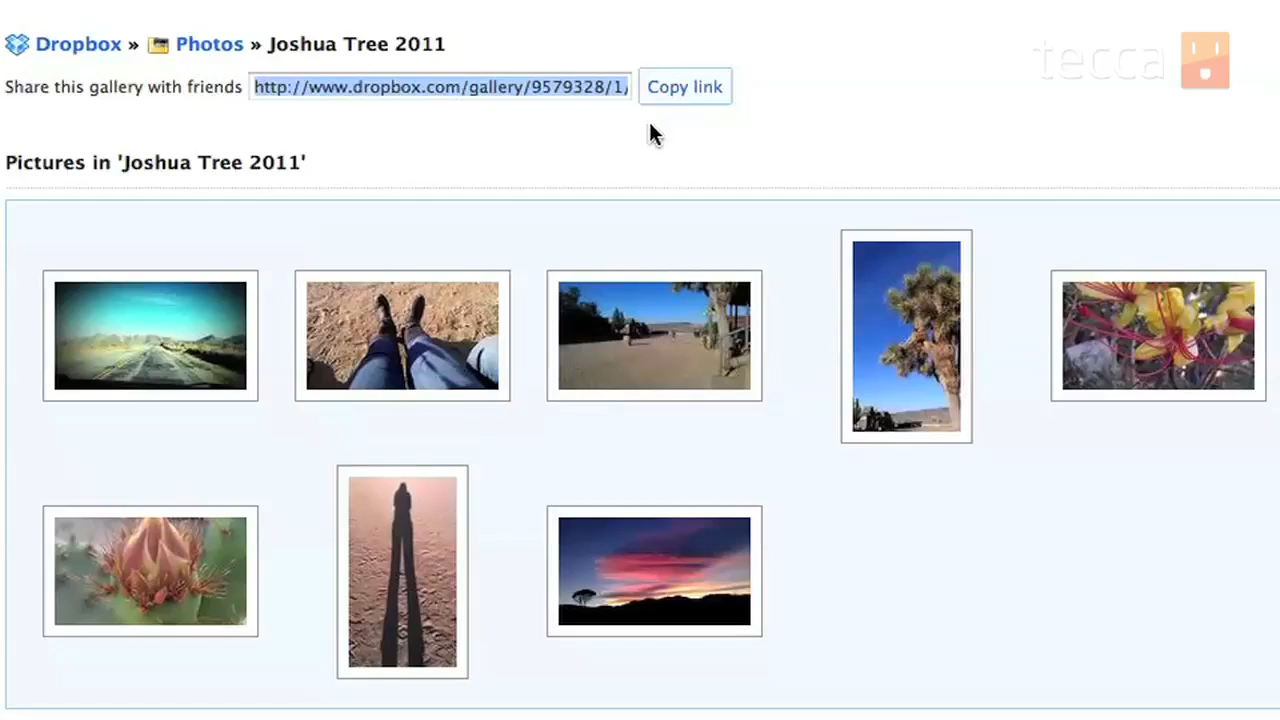 Dropbox » Photos » Joshua Tree 2011
tecca
Share this gallery with friends http://www.dropbox.com/gallery/9579328/1/ Copy link
Pictures in 'Joshua Tree 2011'